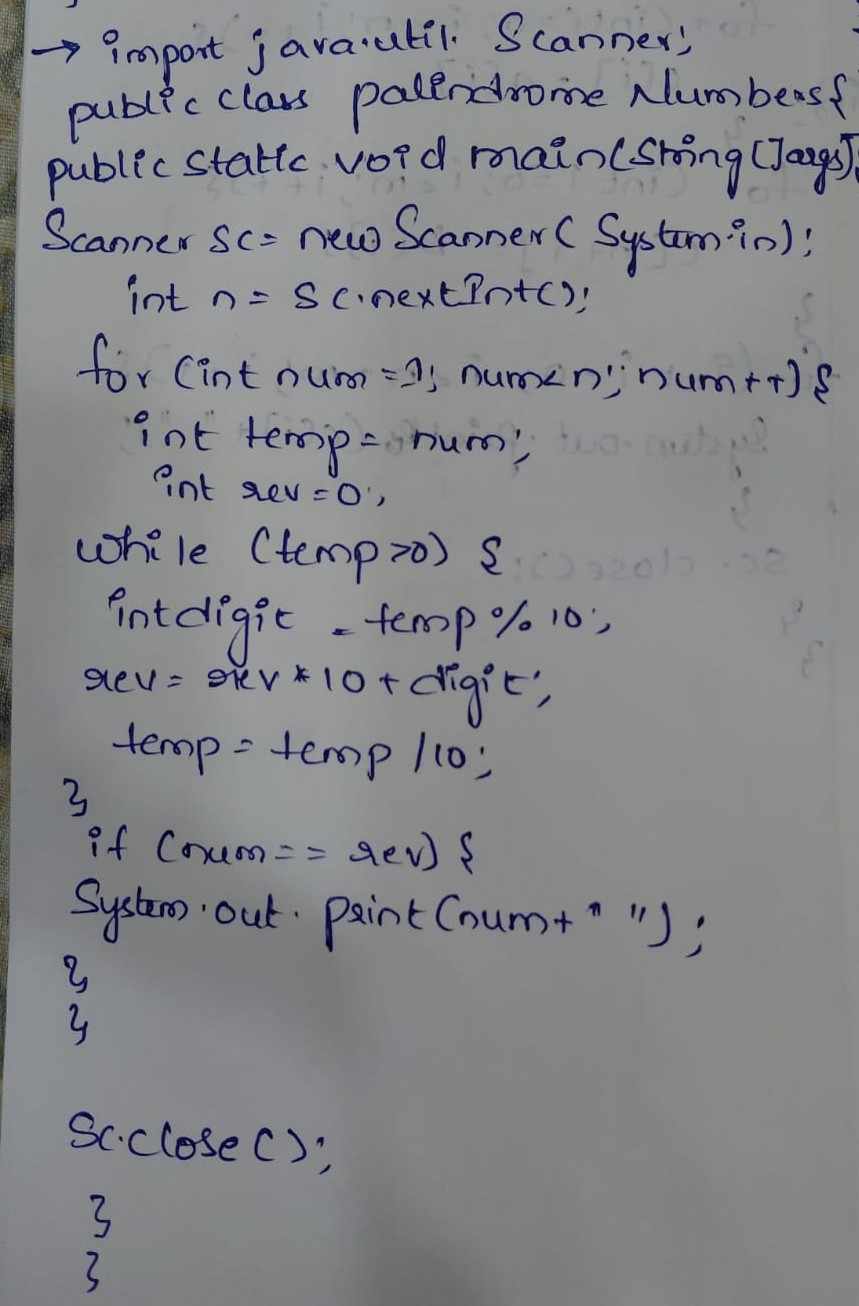 → import java.util. Scanner;
public class palindrome Numbers{
public static void main(String []args)
Scanner sc= new Scanner( System.in);
int n = sc.nextInt();
for (int num =1; num<n; num++) {
int temp = num;
int rev =0;
while (temp>0) {
int digit = temp % 10;
rev = rev * 10 + digit;
temp = temp /10;
}
if (num== rev) {
System.out. print(num+ " ");
}
}
Sc.close();
}
}